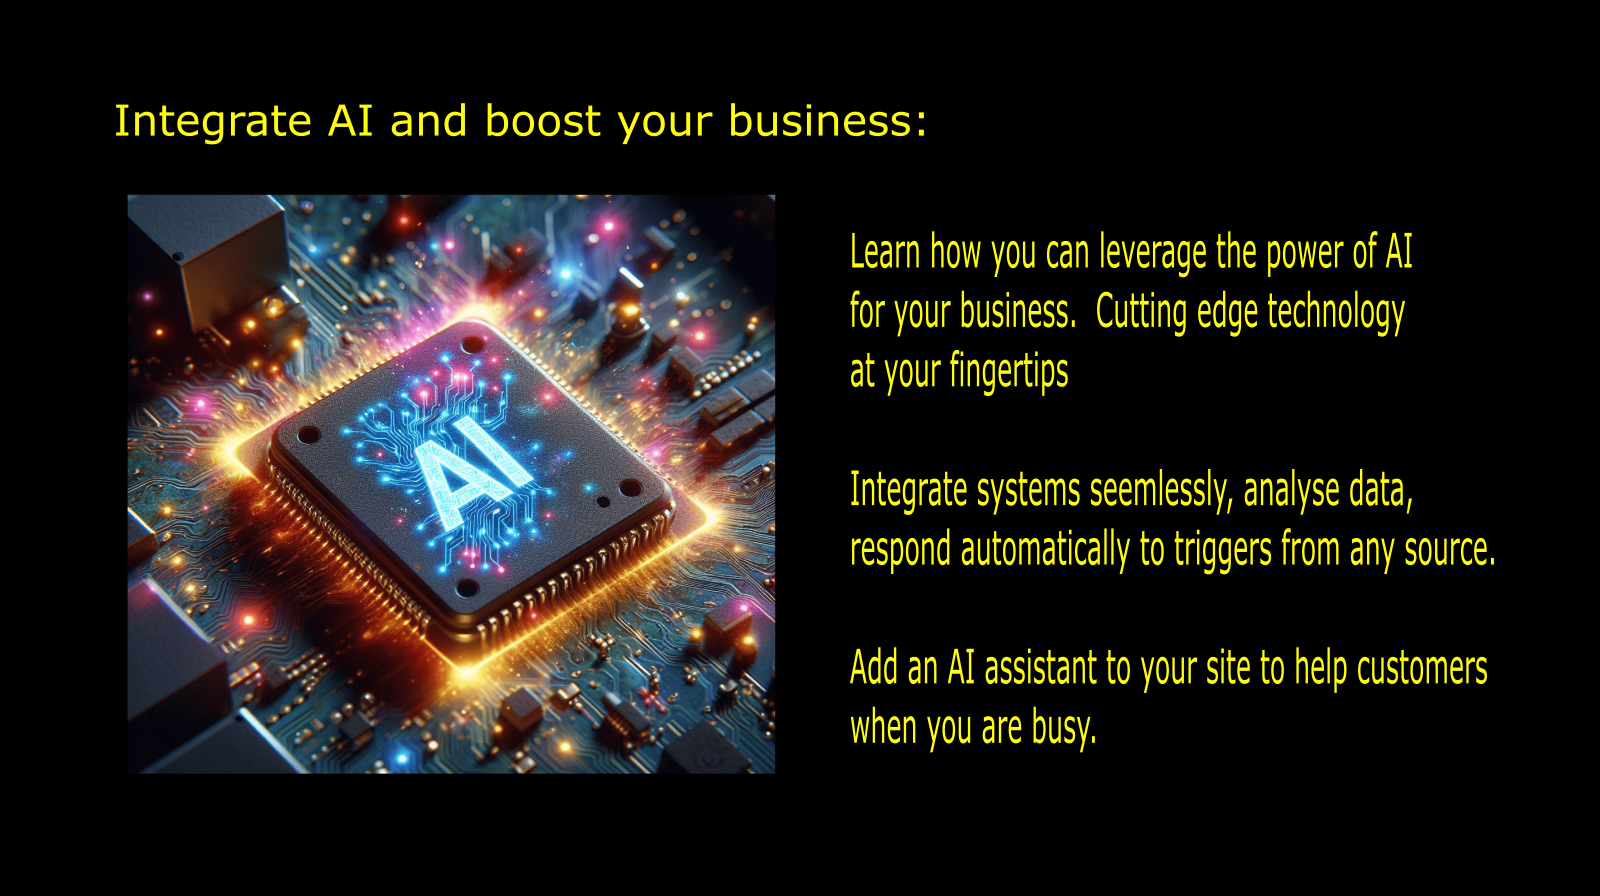 Integrate AI and boost your business:
AI
Learn how you can leverage the power of AI
for your business.  Cutting edge technology
at your fingertips
Integrate systems seemlessly, analyse data,
respond automatically to triggers from any source.
Add an AI assistant to your site to help customers
when you are busy.